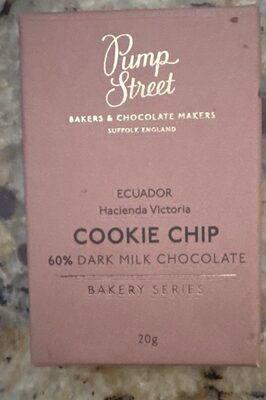 Pump
Street
BAKERS & CHOCOLATE MAKERS
SUFFOLK ENGLAND
ECUADOR
Hacienda Victoria
COOKIE CHIP
60% DARK MILK CHOCOLATE
BAKERY SERIES
20g